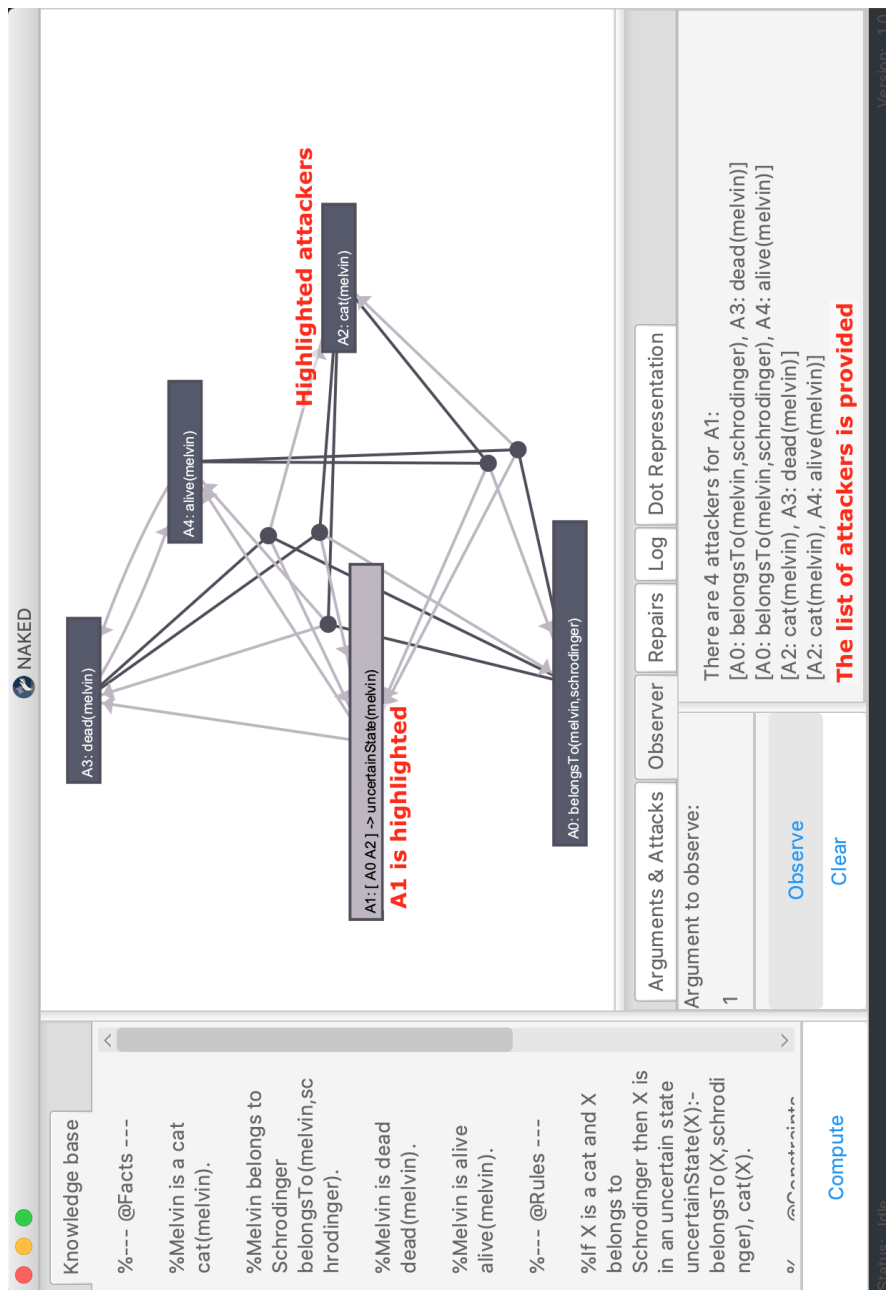 NAKED
Knowledge base
%--- @Facts ---
%Melvin is a cat
cat(melvin).
%Melvin belongs to
Schrodinger
belongsTo(melvin,sc
hrodinger).
%Melvin is dead
dead(melvin).
%Melvin is alive
alive(melvin).
%--- @Rules ---
%If X is a cat and X
belongs to
Schrodinger then X is
in an uncertain state
uncertainState(X):-
belongsTo(X,schrodi
nger), cat(X).
%--- @Constraints
Compute
A3: dead(melvin)
A4: alive(melvin)
Highlighted attackers
A2: cat(melvin)
A1: [ A0 A2 ] -> uncertainState(melvin)
A1 is highlighted
A0: belongsTo(melvin,schrodinger)
Arguments & Attacks
Observer
Repairs
Log
Dot Representation
Argument to observe:
1
Observe
Clear
There are 4 attackers for A1:
[A0: belongsTo(melvin,schrodinger), A3: dead(melvin)]
[A0: belongsTo(melvin,schrodinger), A4: alive(melvin)]
[A2: cat(melvin), A3: dead(melvin)]
[A2: cat(melvin), A4: alive(melvin)]
The list of attackers is provided
Status: Idle
Version: 1.0